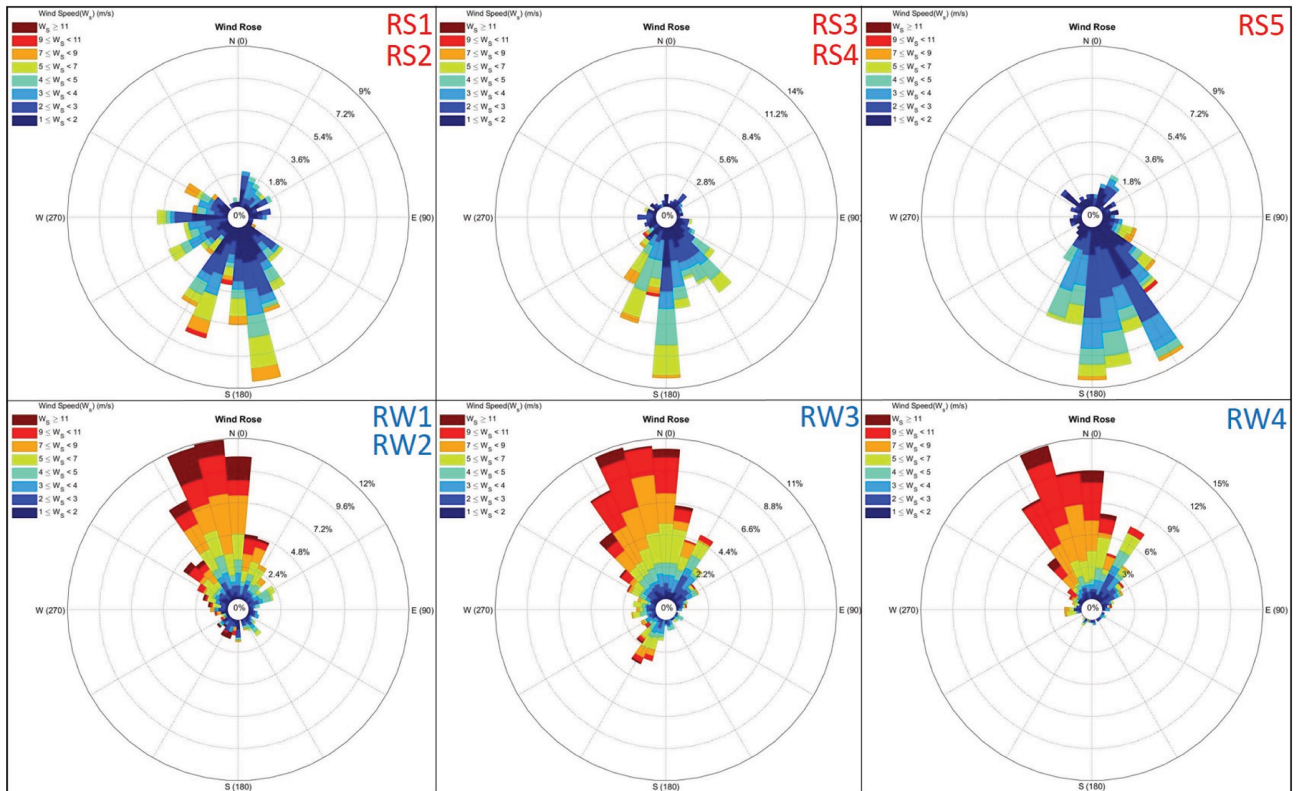 Wind Speed(W_S) (m/s)
W_S ≥ 11
9 ≤ W_S < 11
7 ≤ W_S < 9
5 ≤ W_S < 7
4 ≤ W_S < 5
3 ≤ W_S < 4
2 ≤ W_S < 3
1 ≤ W_S < 2
Wind Rose
N (0)
RS1
RS2
9%
7.2%
5.4%
3.6%
1.8%
0%
W (270)
E (90)
S (180)
Wind Speed(W_S) (m/s)
W_S ≥ 11
9 ≤ W_S < 11
7 ≤ W_S < 9
5 ≤ W_S < 7
4 ≤ W_S < 5
3 ≤ W_S < 4
2 ≤ W_S < 3
1 ≤ W_S < 2
Wind Rose
N (0)
RS3
RS4
14%
11.2%
8.4%
5.6%
2.8%
0%
W (270)
E (90)
S (180)
Wind Speed(W_S) (m/s)
W_S ≥ 11
9 ≤ W_S < 11
7 ≤ W_S < 9
5 ≤ W_S < 7
4 ≤ W_S < 5
3 ≤ W_S < 4
2 ≤ W_S < 3
1 ≤ W_S < 2
Wind Rose
N (0)
RS5
9%
7.2%
5.4%
3.6%
1.8%
0%
W (270)
E (90)
S (180)
Wind Speed(W_S) (m/s)
W_S ≥ 11
9 ≤ W_S < 11
7 ≤ W_S < 9
5 ≤ W_S < 7
4 ≤ W_S < 5
3 ≤ W_S < 4
2 ≤ W_S < 3
1 ≤ W_S < 2
Wind Rose
N (0)
RW1
RW2
12%
9.6%
7.2%
4.8%
2.4%
0%
W (270)
E (90)
S (180)
Wind Speed(W_S) (m/s)
W_S ≥ 11
9 ≤ W_S < 11
7 ≤ W_S < 9
5 ≤ W_S < 7
4 ≤ W_S < 5
3 ≤ W_S < 4
2 ≤ W_S < 3
1 ≤ W_S < 2
Wind Rose
N (0)
RW3
11%
8.8%
6.6%
4.4%
2.2%
0%
W (270)
E (90)
S (180)
Wind Speed(W_S) (m/s)
W_S ≥ 11
9 ≤ W_S < 11
7 ≤ W_S < 9
5 ≤ W_S < 7
4 ≤ W_S < 5
3 ≤ W_S < 4
2 ≤ W_S < 3
1 ≤ W_S < 2
Wind Rose
N (0)
RW4
15%
12%
9%
6%
3%
0%
W (270)
E (90)
S (180)